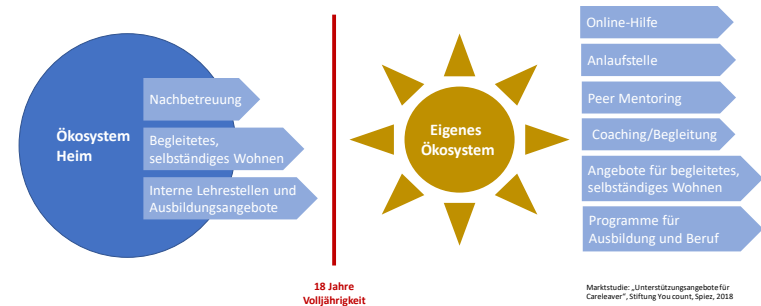 Ökosystem
Heim
Nachbetreuung
Begleitetes,
selbständiges Wohnen
Interne Lehrestellen und
Ausbildungsangebote
18 Jahre
Volljährigkeit
Eigenes
Ökosystem
Online-Hilfe
Anlaufstelle
Peer Mentoring
Coaching/Begleitung
Angebote für begleitetes,
selbständiges Wohnen
Programme für
Ausbildung und Beruf
Marktstudie: „Unterstützungsangebote für
Careleaver", Stiftung You count, Spiez, 2018